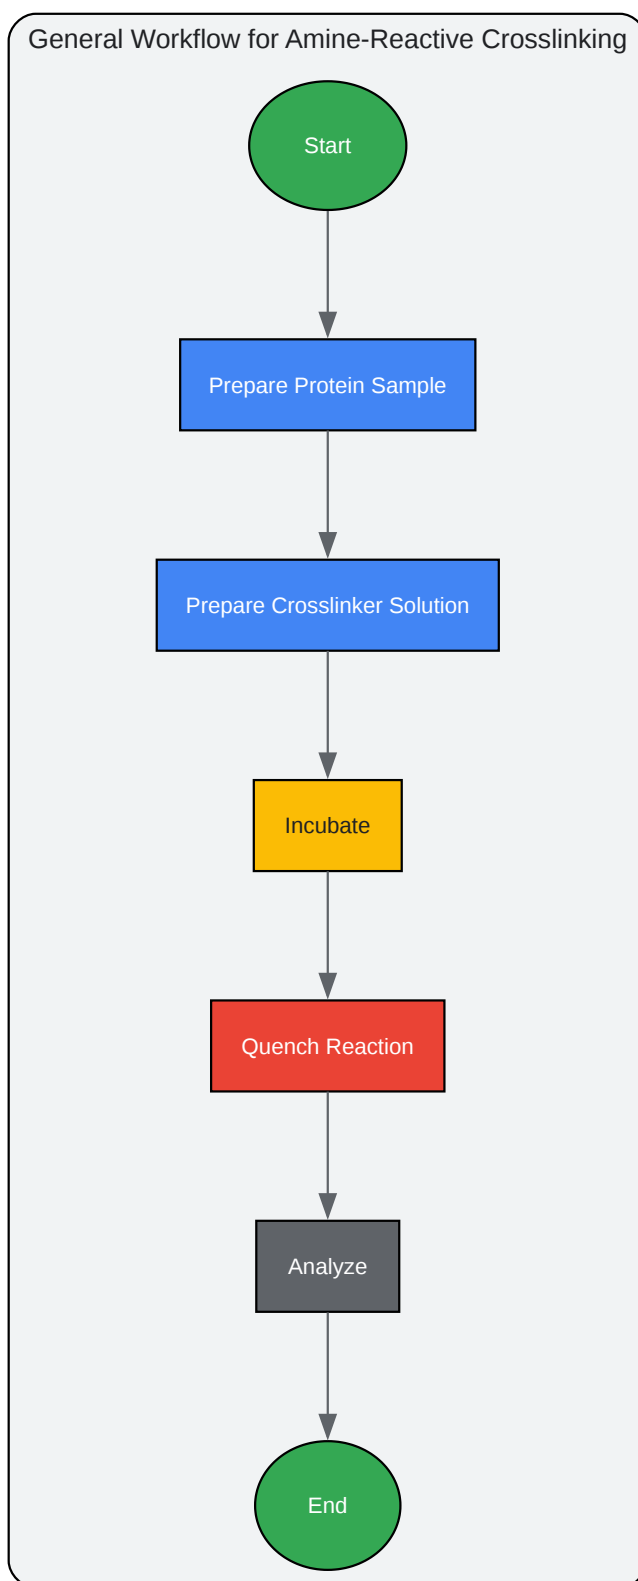 General Workflow for Amine-Reactive Crosslinking
Start
Prepare Protein Sample
Prepare Crosslinker Solution
Incubate
Quench Reaction
Analyze
End